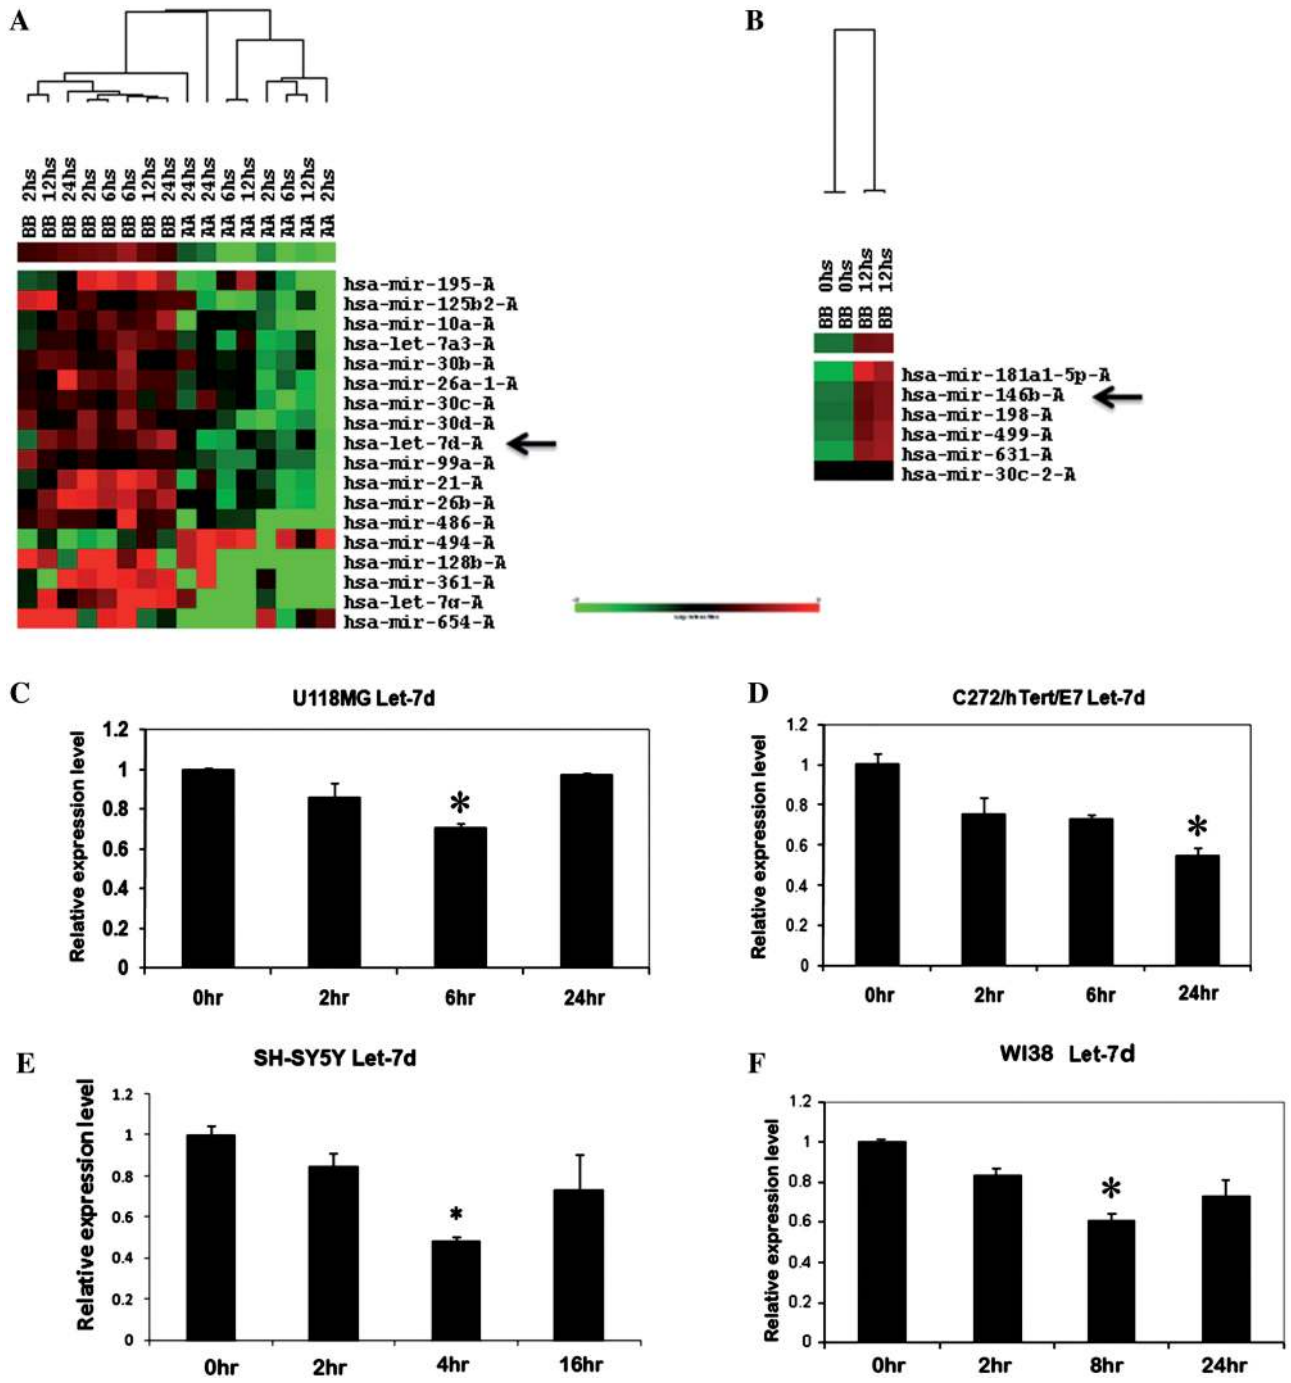 A
B
BB 2hs
BB 12hs
BB 24hs
BB 2hs
BB 6hs
BB 6hs
BB 12hs
BB 24hs
AA 24hs
AA 24hs
AA 6hs
AA 12hs
AA 2hs
AA 6hs
AA 12hs
AA 2hs
hsa-mir-195-A
hsa-mir-125b2-A
hsa-mir-10a-A
hsa-let-7a3-A
hsa-mir-30b-A
hsa-mir-26a-1-A
hsa-mir-30c-A
hsa-mir-30d-A
hsa-let-7d-A
hsa-mir-99a-A
hsa-mir-21-A
hsa-mir-26b-A
hsa-mir-486-A
hsa-mir-494-A
hsa-mir-128b-A
hsa-mir-361-A
hsa-let-7g-A
hsa-mir-654-A
BB 0hs
BB 0hs
BB 12hs
BB 12hs
hsa-mir-181a1-5p-A
hsa-mir-146b-A
hsa-mir-198-A
hsa-mir-499-A
hsa-mir-631-A
hsa-mir-30c-2-A
C
U118MG Let-7d
Relative expression level
1.2
1
0.8
0.6
0.4
0.2
0
*
0hr 2hr 6hr 24hr
D
C272/hTert/E7 Let-7d
Relative expression level
1.2
1
0.8
0.6
0.4
0.2
0
*
0hr 2hr 6hr 24hr
E
SH-SY5Y Let-7d
Relative expression level
1.2
1
0.8
0.6
0.4
0.2
0
*
0hr 2hr 4hr 16hr
F
WI38 Let-7d
Relative expression level
1.2
1
0.8
0.6
0.4
0.2
0
*
0hr 2hr 8hr 24hr